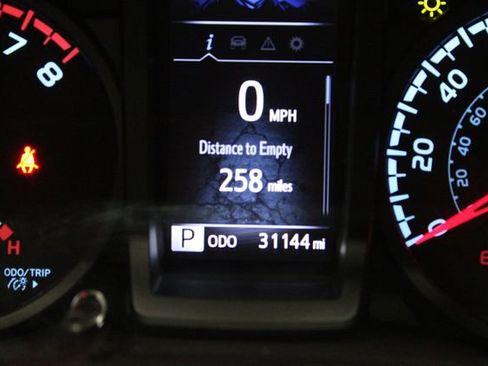 7
8
i
0 MPH
Distance to Empty
258 miles
P ODO 31144 mi
H
ODO/TRIP
40
20
0
60
40
20
E